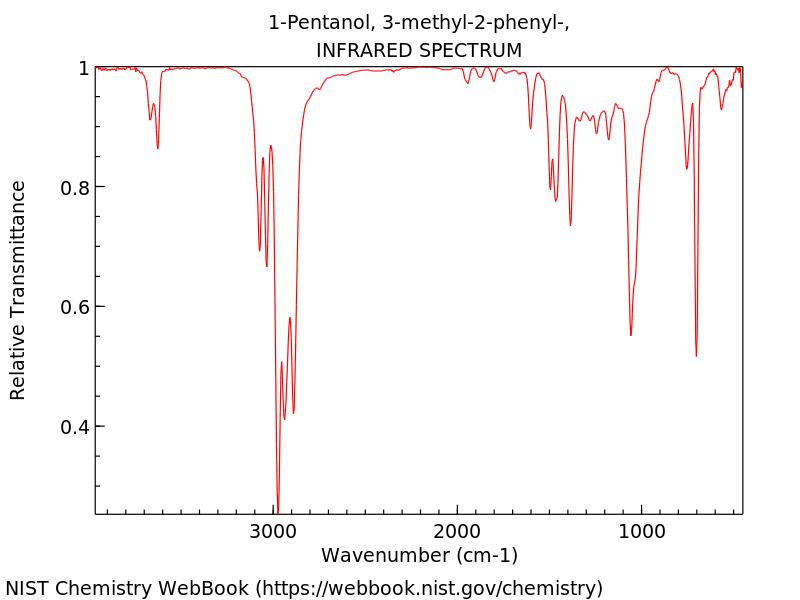 1-Pentanol, 3-methyl-2-phenyl-,
INFRARED SPECTRUM
1
0.8
0.6
0.4
Relative Transmittance
3000 2000 1000
Wavenumber (cm-1)
NIST Chemistry WebBook (https://webbook.nist.gov/chemistry)